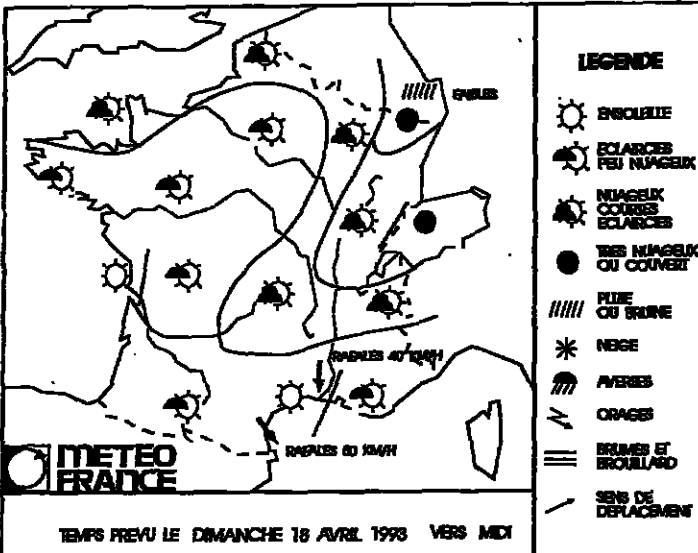 FAIBLES
RAFALES 40 KM/H
RAFALES 60 KM/H
METEO
FRANCE
TEMPS PREVU LE DIMANCHE 18 AVRIL 1993 VERS MIDI
LEGENDE
ENSOLEILLE
ECLAIRCIES
PEU NUAGEUX
NUAGEUX
COURTES
ECLAIRCIES
TRES NUAGEUX
OU COUVERT
PLUIE
OU BRUINE
NEIGE
AVERSES
ORAGES
BRUMES ET
BROUILLARD
SENS DE
DEPLACEMENT